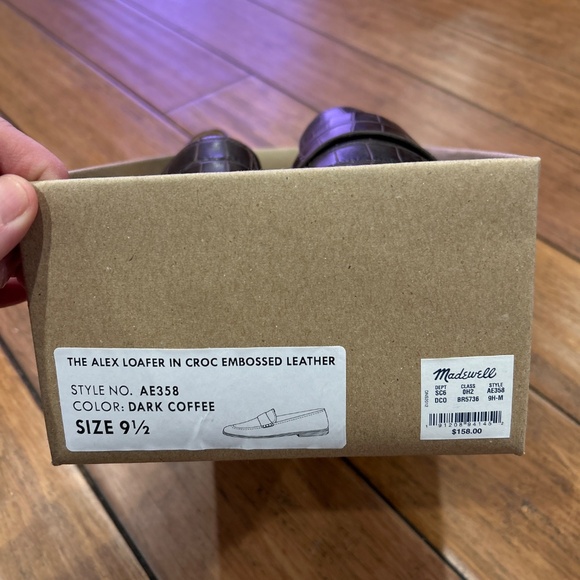 THE ALEX LOAFER IN CROC EMBOSSED LEATHER
STYLE NO. AE358
COLOR: DARK COFFEE
SIZE 9½
Madewell
DEPT CLASS STYLE
SC6 0H2 AE358
DCO BR5736 9H-M
$158.00